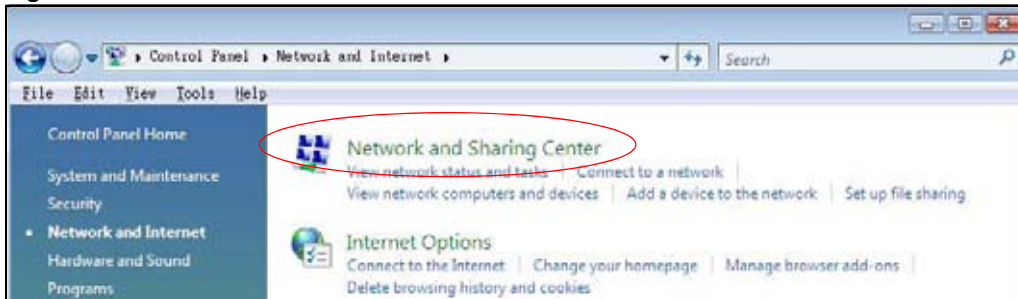 Control Panel Network and Internet Search
File Edit View Tools Help
Control Panel Home
System and Maintenance
Security
Network and Internet
Hardware and Sound
Programs
Network and Sharing Center
View network status and tasks Connect to a network
View network computers and devices Add a device to the network Set up file sharing
Internet Options
Connect to the Internet Change your homepage Manage browser add-ons
Delete browsing history and cookies